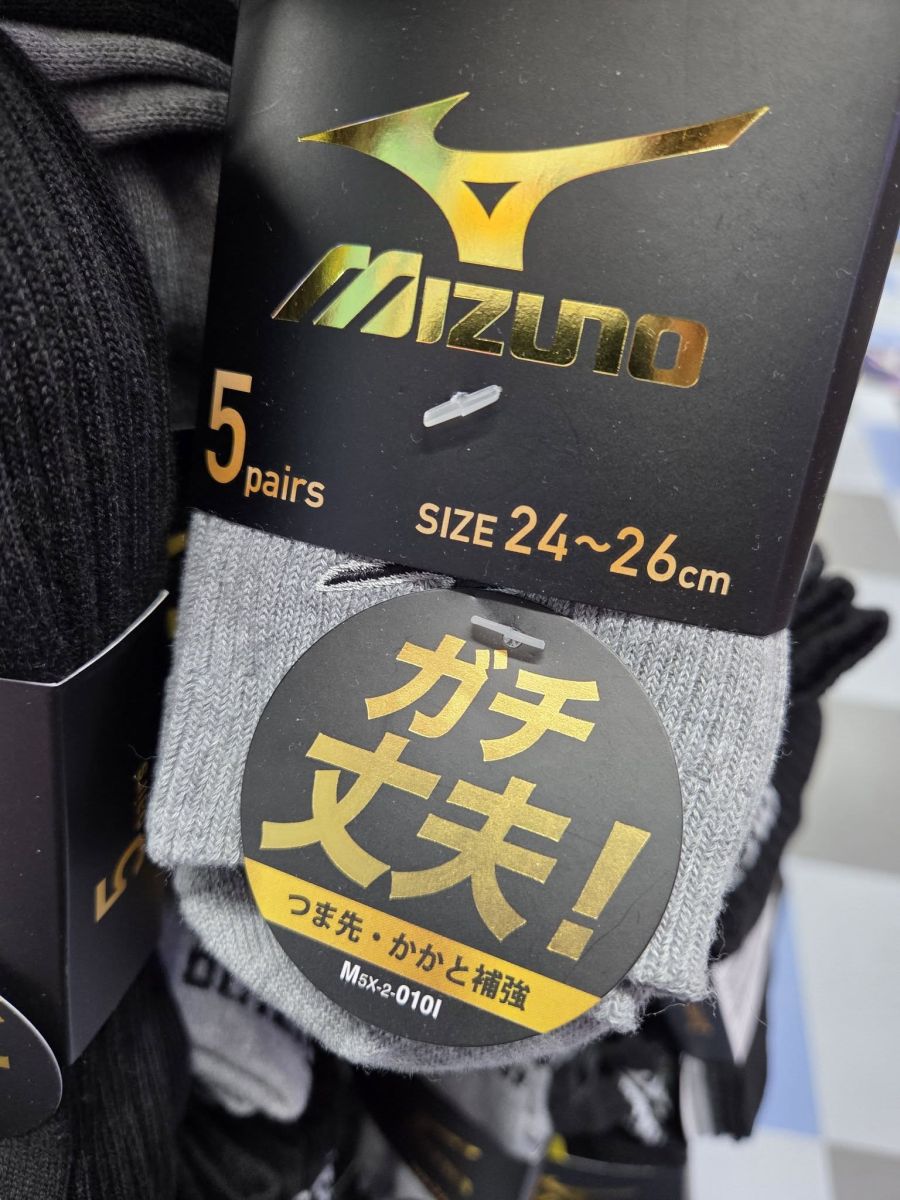 MIZUNO
5 pairs
SIZE 24~26cm
ガチ
丈夫!
つま先・かかと補強
M5X-2-010I
5